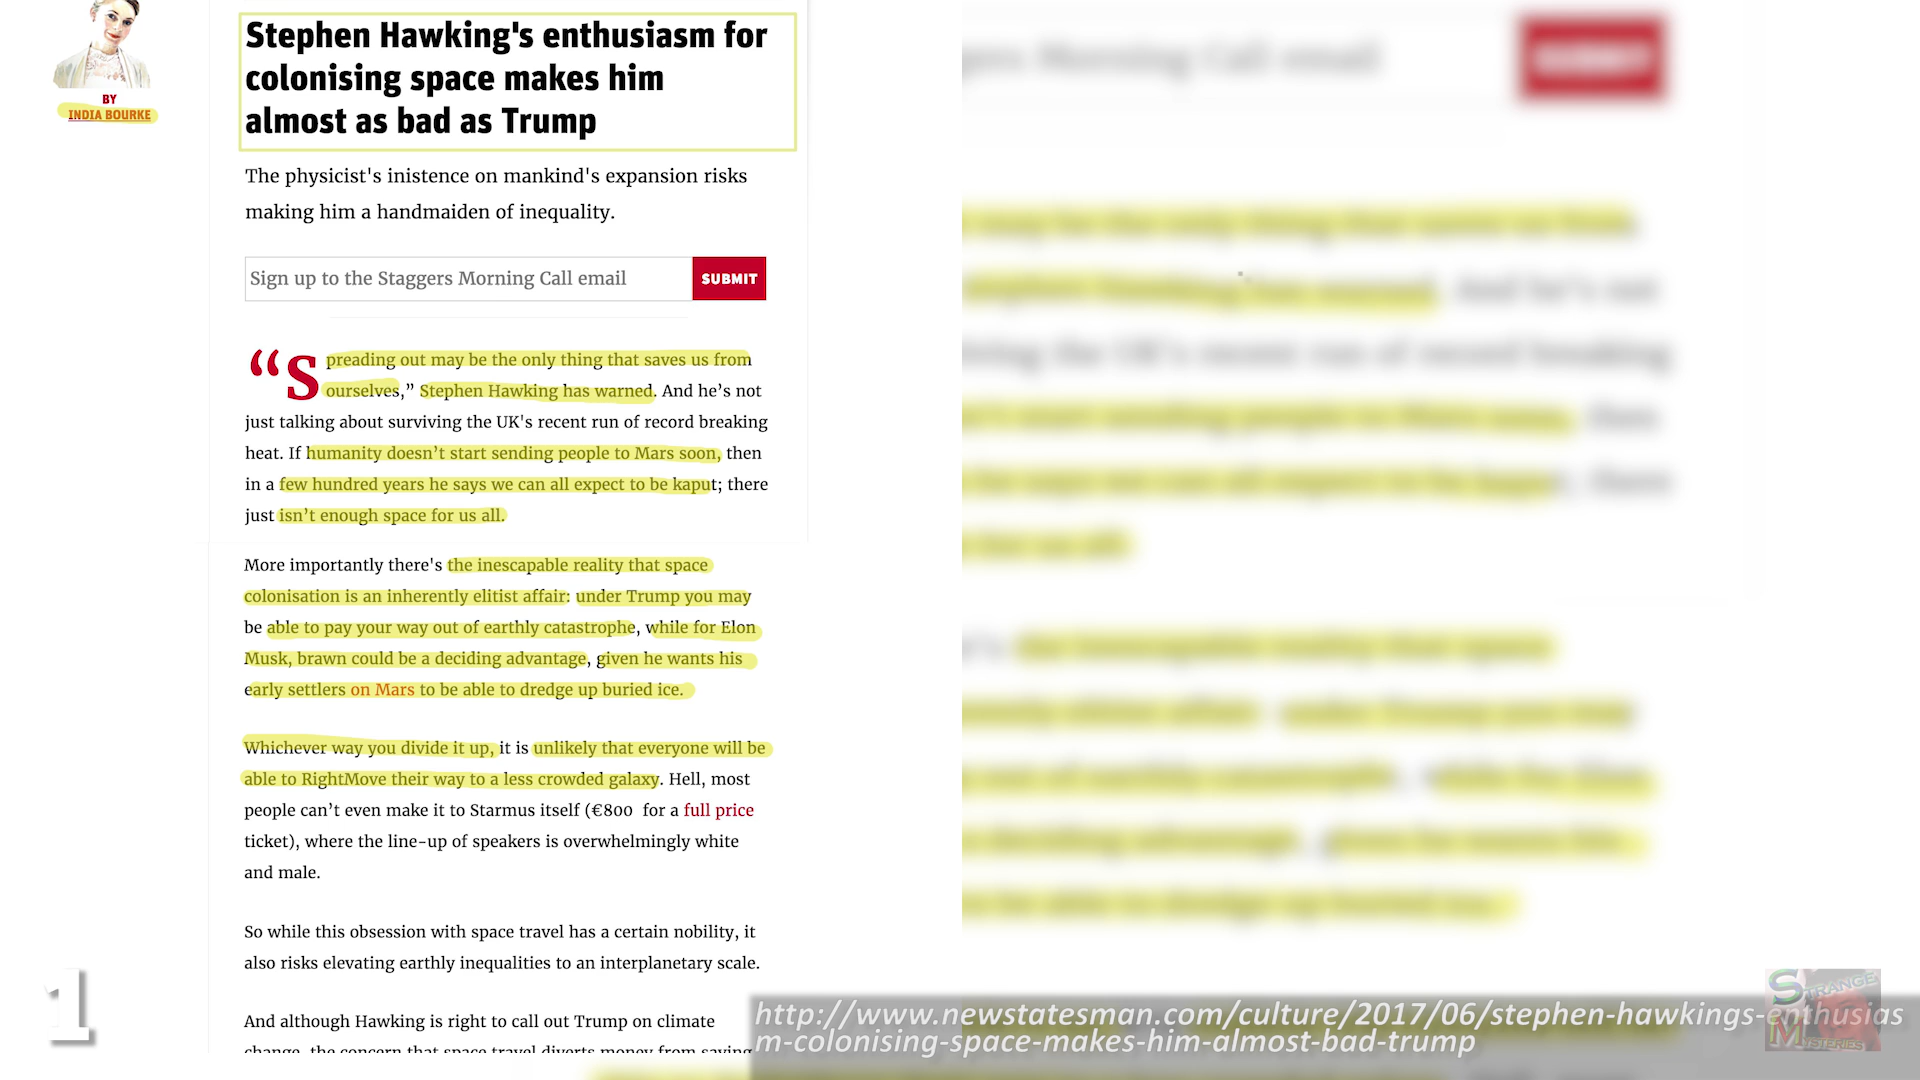 BY
INDIA BOURKE
Stephen Hawking's enthusiasm for
colonising space makes him
almost as bad as Trump
The physicist's inistence on mankind's expansion risks
making him a handmaiden of inequality.
Sign up to the Staggers Morning Call email SUBMIT
“Spreading out may be the only thing that saves us from
ourselves,” Stephen Hawking has warned. And he’s not
just talking about surviving the UK's recent run of record breaking
heat. If humanity doesn’t start sending people to Mars soon, then
in a few hundred years he says we can all expect to be kaput; there
just isn’t enough space for us all.
More importantly there's the inescapable reality that space
colonisation is an inherently elitist affair: under Trump you may
be able to pay your way out of earthly catastrophe, while for Elon
Musk, brawn could be a deciding advantage, given he wants his
early settlers on Mars to be able to dredge up buried ice.
Whichever way you divide it up, it is unlikely that everyone will be
able to RightMove their way to a less crowded galaxy. Hell, most
people can’t even make it to Starmus itself (€800 for a full price
ticket), where the line-up of speakers is overwhelmingly white
and male.
So while this obsession with space travel has a certain nobility, it
also risks elevating earthly inequalities to an interplanetary scale.
And although Hawking is right to call out Trump on climate
change, the concern that space travel diverts money from saving
1
http://www.newstatesman.com/culture/2017/06/stephen-hawkings-enthusias
m-colonising-space-makes-him-almost-bad-trump
STRANGE
MYSTERIES